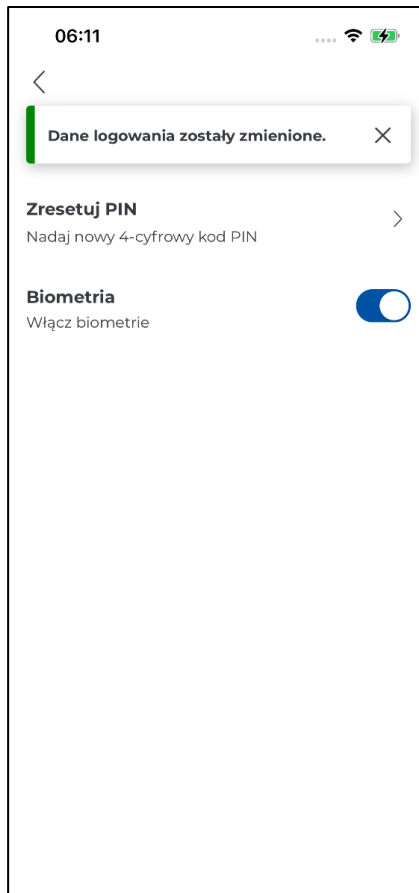 06:11
Dane logowania zostały zmienione.
Zresetuj PIN
Nadaj nowy 4-cyfrowy kod PIN
Biometria
Włącz biometrie